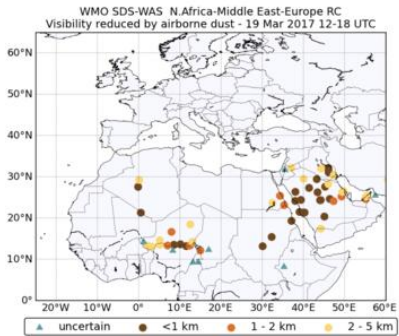 WMO SDS-WAS N.Africa-Middle East-Europe RC
Visibility reduced by airborne dust - 19 Mar 2017 12-18 UTC
60°N
50°N
40°N
30°N
20°N
10°N
0°
20°W 10°W 0° 10°E 20°E 30°E 40°E 50°E 60°E
uncertain <1 km 1 - 2 km 2 - 5 km